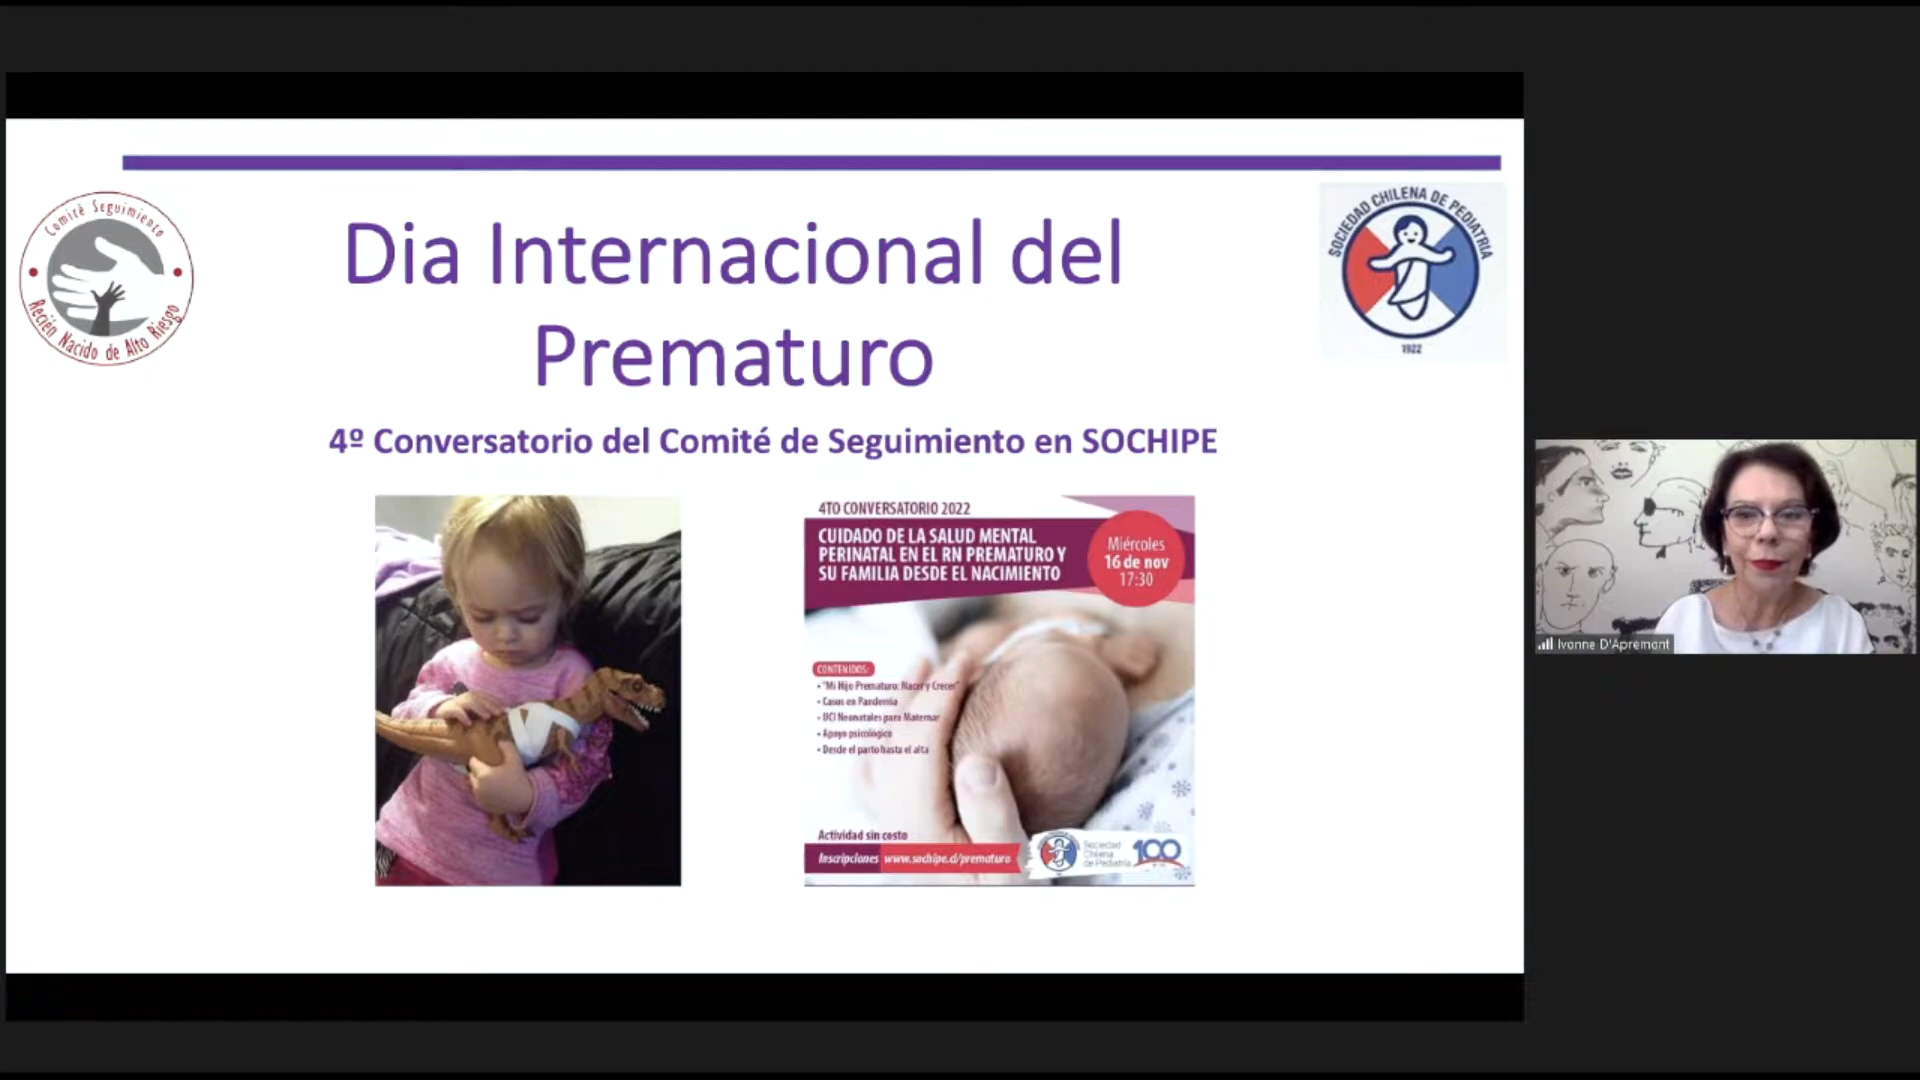 Comité Seguimiento
Recién Nacido de Alto Riesgo
Dia Internacional del
Prematuro
SOCIEDAD CHILENA DE PEDIATRIA
1922
4º Conversatorio del Comité de Seguimiento en SOCHIPE
4TO CONVERSATORIO 2022
CUIDADO DE LA SALUD MENTAL
PERINATAL EN EL RN PREMATURO Y
SU FAMILIA DESDE EL NACIMIENTO
Miércoles
16 de nov
17:30
CONTENIDOS:
• "Mi Hijo Prematuro: Nacer y Crecer"
• Casos en Pandemia
• UCI Neonatales para Maternar
• Apoyo psicológico
• Desde el parto hasta el alta
Actividad sin costo
Inscripciones www.sochipe.cl/prematuro
Sociedad
Chilena
de Pediatría
100
Ivonne D'Apremont